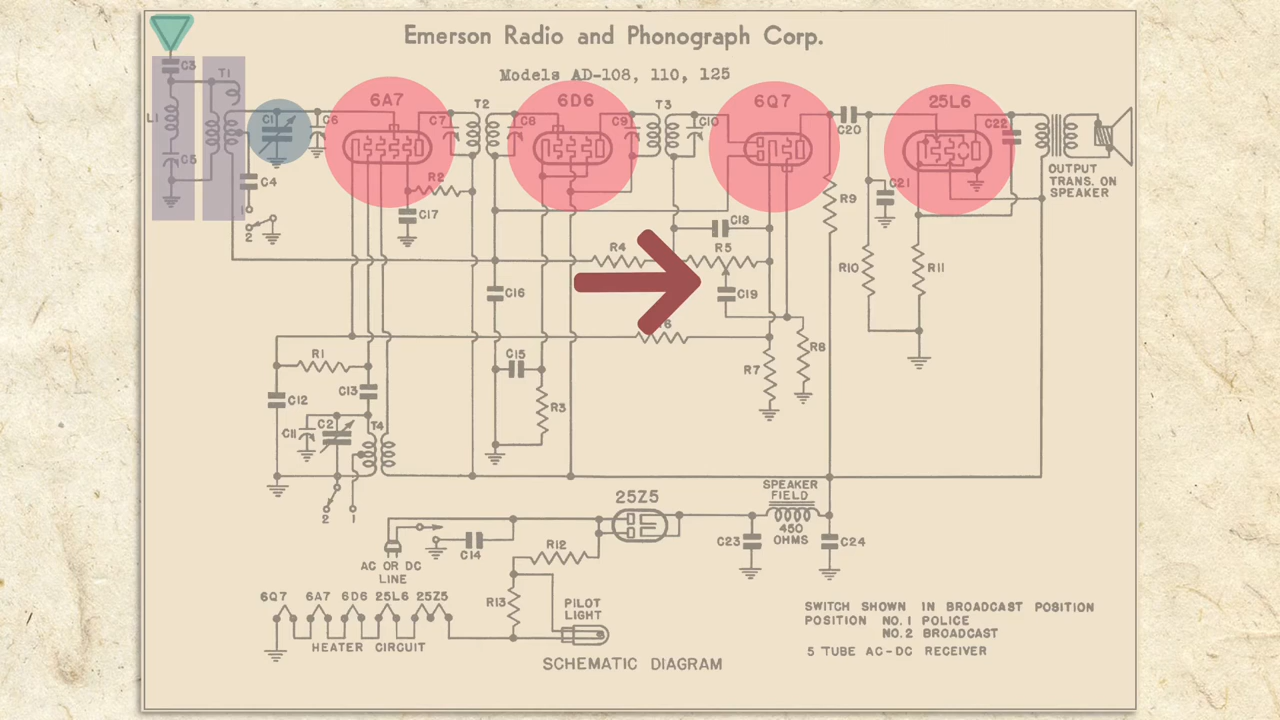 Emerson Radio and Phonograph Corp.
Models AD-108, 110, 125
C3
T1
6A7
6D6
6Q7
25L6
L1
C1
C6
C7
T2
C8
C9
T3
C10
C20
C22
C5
C4
R2
C17
C21
OUTPUT
TRANS. ON
SPEAKER
1
2
C18
R9
R4
R5
R10
R11
C16
C19
R1
C15
R7
R8
C13
C12
R3
C11
C2
T4
2
1
25Z5
SPEAKER
FIELD
450
OHMS
C23
C24
C14
R12
AC OR DC
LINE
6Q7 6A7 6D6 25L6 25Z5
R13
PILOT
LIGHT
HEATER CIRCUIT
SWITCH SHOWN IN BROADCAST POSITION
POSITION NO.1 POLICE
NO.2 BROADCAST
5 TUBE AC-DC RECEIVER
SCHEMATIC DIAGRAM